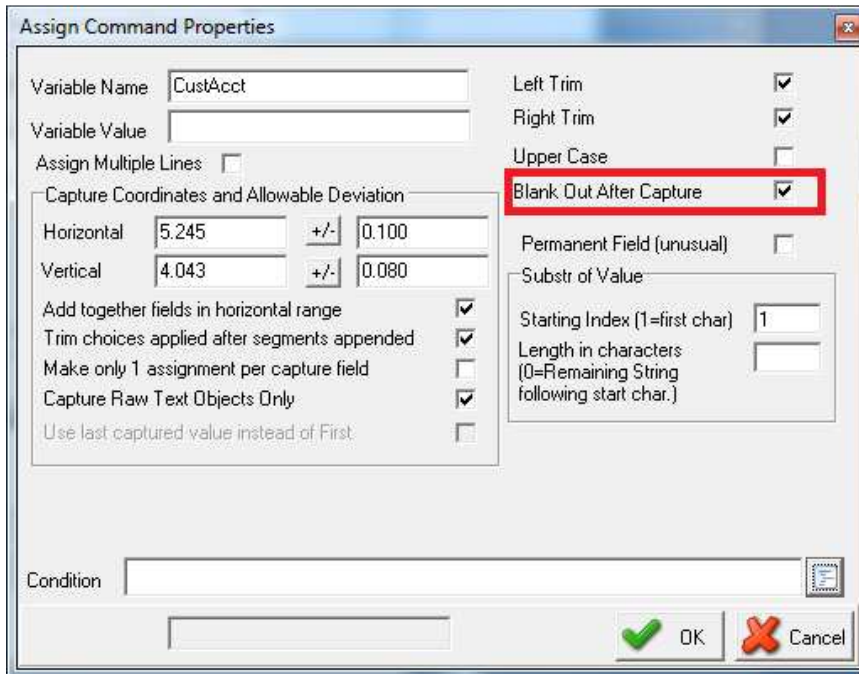 Assign Command Properties
Variable Name CustAcct
Variable Value
Assign Multiple Lines
Capture Coordinates and Allowable Deviation
Horizontal 5.245 +/- 0.100
Vertical 4.043 +/- 0.080
Add together fields in horizontal range
Trim choices applied after segments appended
Make only 1 assignment per capture field
Capture Raw Text Objects Only
Use last captured value instead of First
Left Trim
Right Trim
Upper Case
Blank Out After Capture
Permanent Field (unusual)
Substr of Value
Starting Index (1=first char) 1
Length in characters
(0=Remaining String
following start char.)
Condition
OK
Cancel